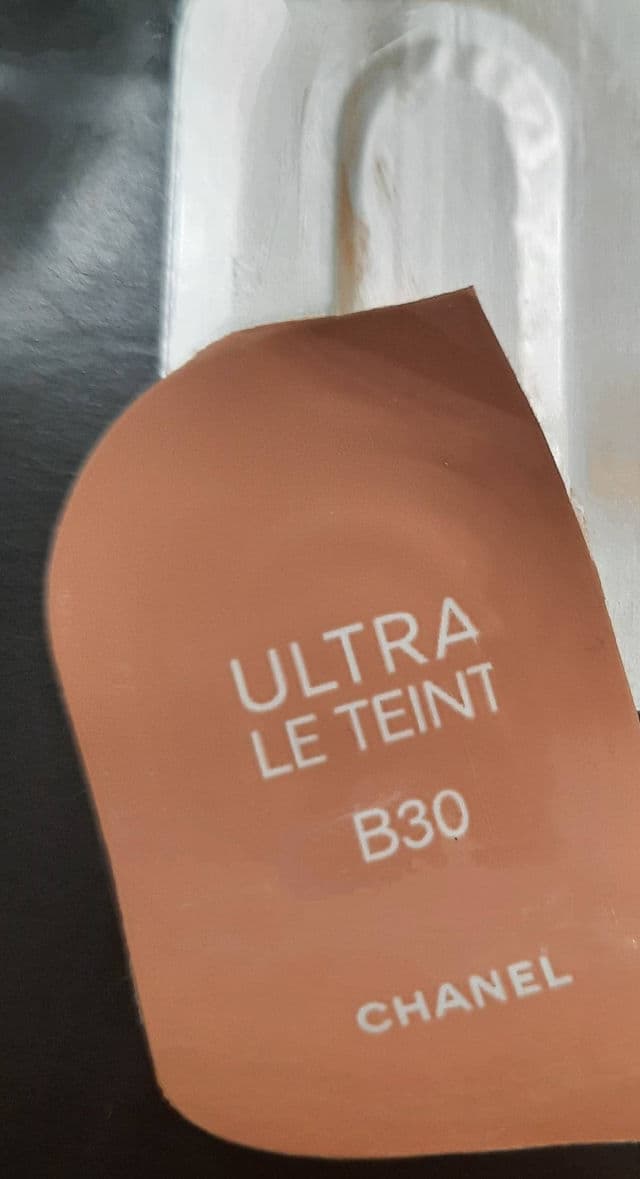 ULTRA
LE TEINT
B30
CHANEL